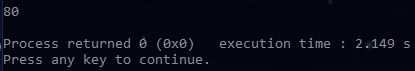 80
Process returned 0 (0x0)   execution time : 2.149 s
Press any key to continue.